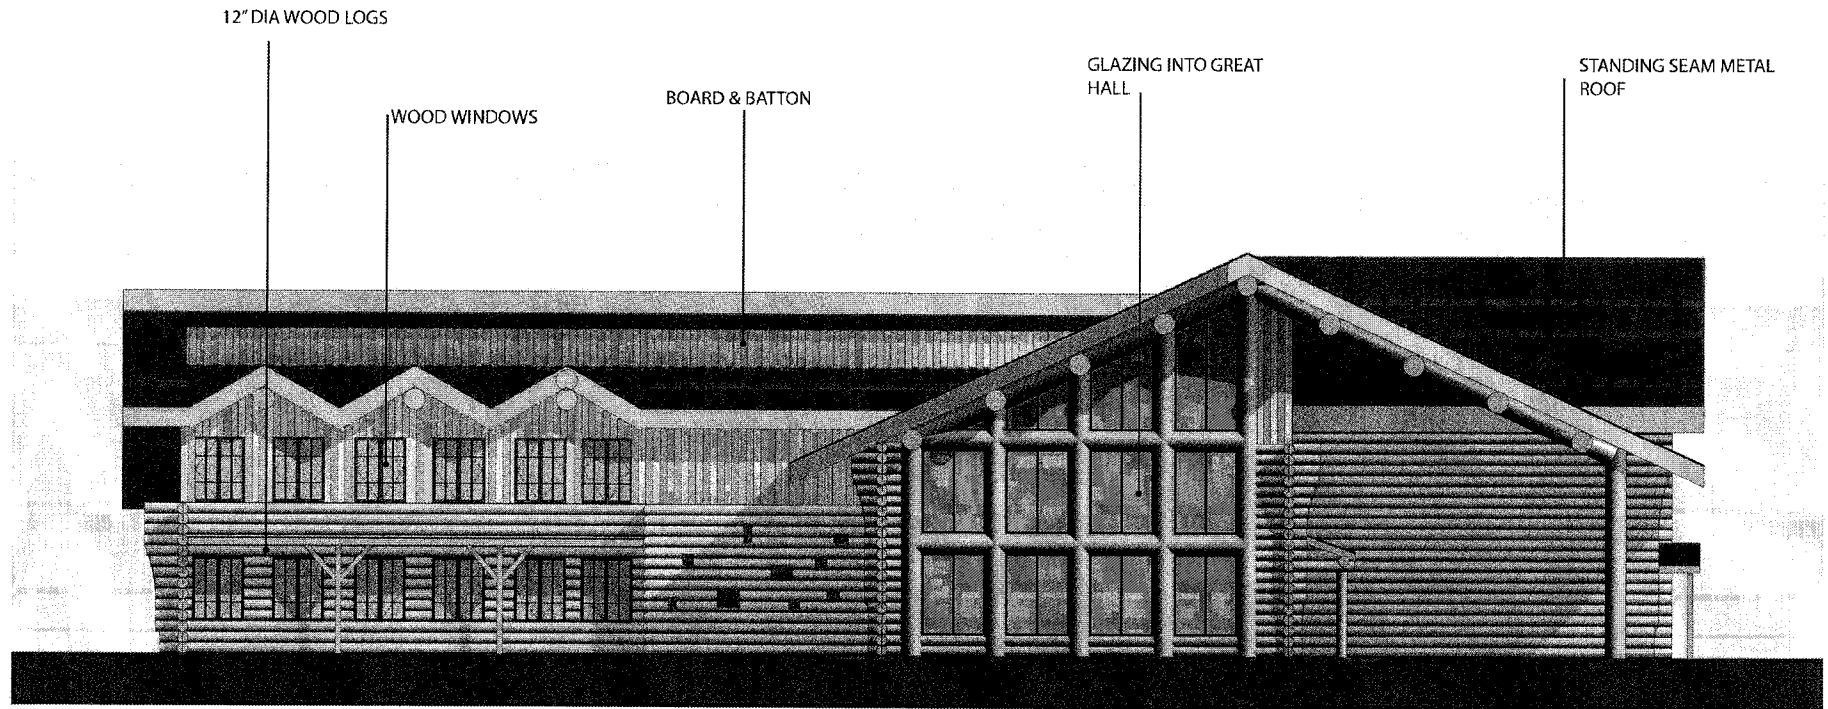 12" DIA WOOD LOGS
WOOD WINDOWS
BOARD & BATTON
GLAZING INTO GREAT
HALL
STANDING SEAM METAL
ROOF